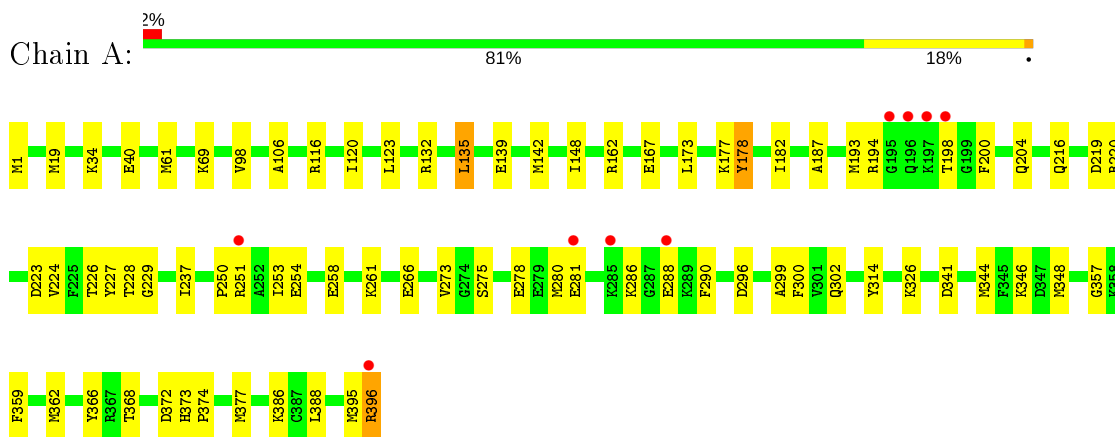 2%
Chain A:
81% 18% •
M1 M19 K34 E40 M61 K69 V98 A106 R116 I120 L123 R132 L135 E139 M142 I148 R162 E167 L173 K177 Y178 I182 A187 M193 R194 G195 Q196 K197 T198 G199 F200 Q204 Q216 D219 R220
D223 V224 F225 T226 Y227 T228 G229 I237 P250 R251 A252 I253 E254 E258 K261 E266 V273 G274 S275 E278 E279 M280 E281 K285 K286 G287 E288 K289 F290 D296 A299 F300 V301 Q302 Y314 K326 D341 M344 F345 K346 D347 M348 G357 K358
F359 M362 Y366 R367 T368 D372 H373 P374 M377 K386 C387 L388 M395 R396